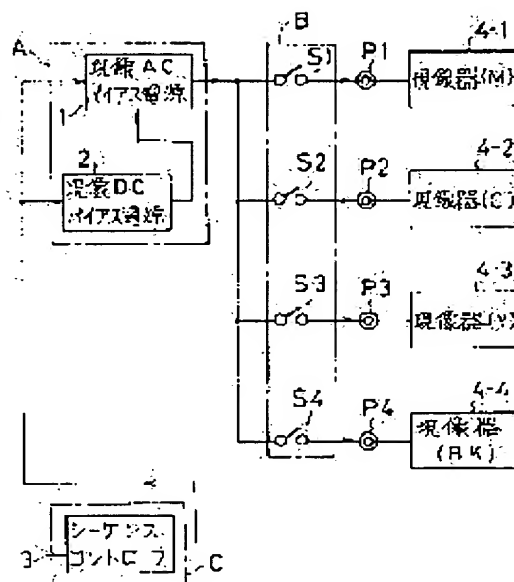 A
B
現像AC
バイアス電源
1
2
現像DC
バイアス電源
S1
P1
4-1
現像器(M)
S2
P2
4-2
現像器(C)
S3
P3
4-3
現像器(Y)
S4
P4
4-4
現像器
(BK)
シーケンス
コントローラ
3
C